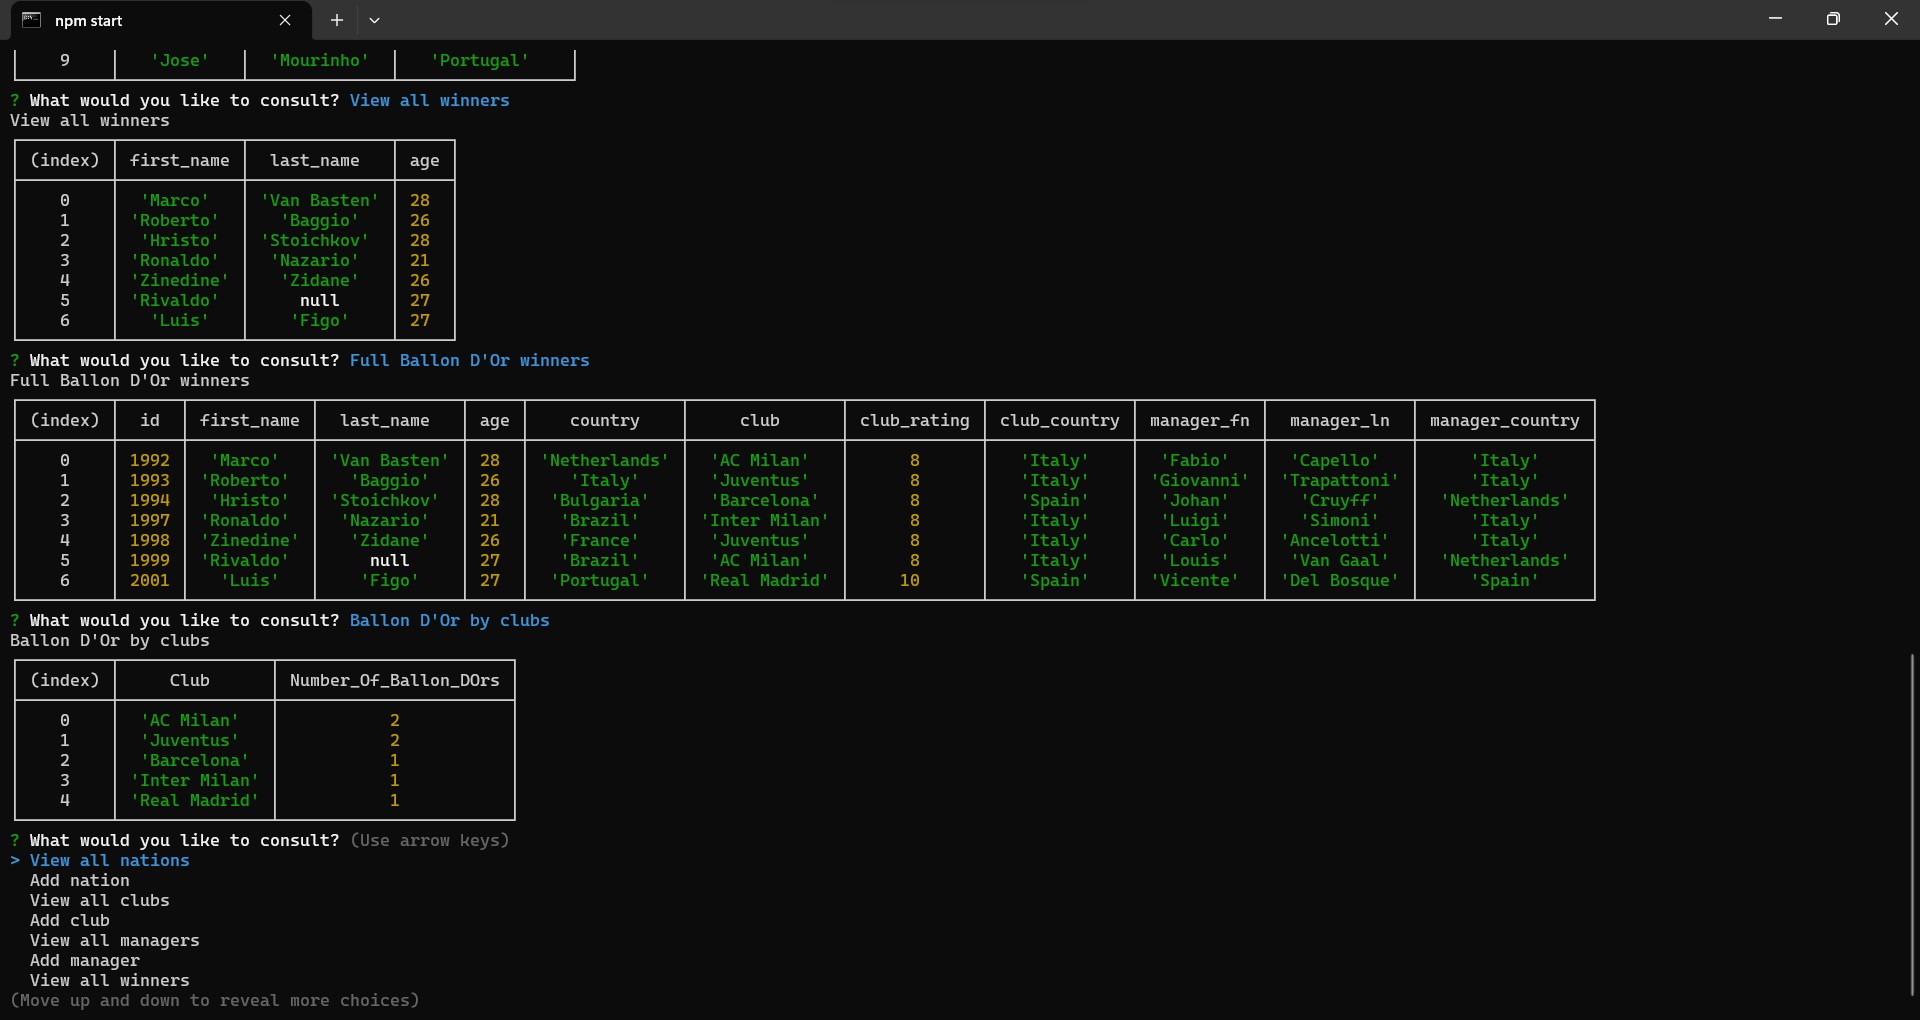 npm start
9 'Jose' 'Mourinho' 'Portugal'
? What would you like to consult? View all winners
View all winners
(index) first_name last_name age
0 'Marco' 'Van Basten' 28
1 'Roberto' 'Baggio' 26
2 'Hristo' 'Stoichkov' 28
3 'Ronaldo' 'Nazario' 21
4 'Zinedine' 'Zidane' 26
5 'Rivaldo' null 27
6 'Luis' 'Figo' 27
? What would you like to consult? Full Ballon D'Or winners
Full Ballon D'Or winners
(index) id first_name last_name age country club club_rating club_country manager_fn manager_ln manager_country
0 1992 'Marco' 'Van Basten' 28 'Netherlands' 'AC Milan' 8 'Italy' 'Fabio' 'Capello' 'Italy'
1 1993 'Roberto' 'Baggio' 26 'Italy' 'Juventus' 8 'Italy' 'Giovanni' 'Trapattoni' 'Italy'
2 1994 'Hristo' 'Stoichkov' 28 'Bulgaria' 'Barcelona' 8 'Spain' 'Johan' 'Cruyff' 'Netherlands'
3 1997 'Ronaldo' 'Nazario' 21 'Brazil' 'Inter Milan' 8 'Italy' 'Luigi' 'Simoni' 'Italy'
4 1998 'Zinedine' 'Zidane' 26 'France' 'Juventus' 8 'Italy' 'Carlo' 'Ancelotti' 'Italy'
5 1999 'Rivaldo' null 27 'Brazil' 'AC Milan' 8 'Italy' 'Louis' 'Van Gaal' 'Netherlands'
6 2001 'Luis' 'Figo' 27 'Portugal' 'Real Madrid' 10 'Spain' 'Vicente' 'Del Bosque' 'Spain'
? What would you like to consult? Ballon D'Or by clubs
Ballon D'Or by clubs
(index) Club Number_Of_Ballon_DOrs
0 'AC Milan' 2
1 'Juventus' 2
2 'Barcelona' 1
3 'Inter Milan' 1
4 'Real Madrid' 1
? What would you like to consult? (Use arrow keys)
> View all nations
Add nation
View all clubs
Add club
View all managers
Add manager
View all winners
(Move up and down to reveal more choices)